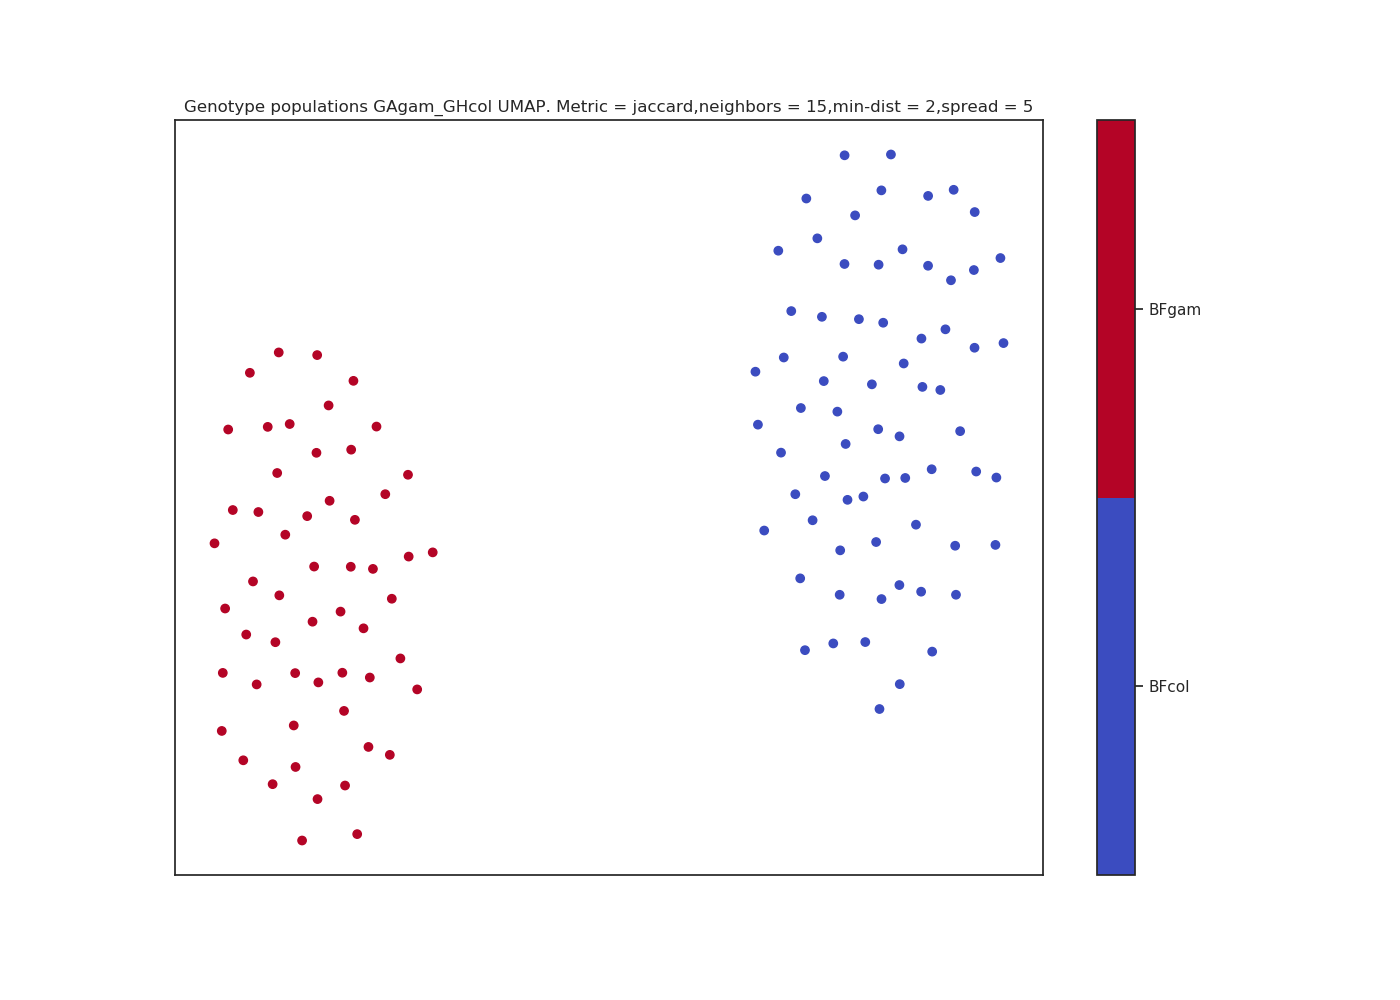 Genotype populations GAgam_GHcol UMAP. Metric = jaccard,neighbors = 15,min-dist = 2,spread = 5
BFgam
BFcol